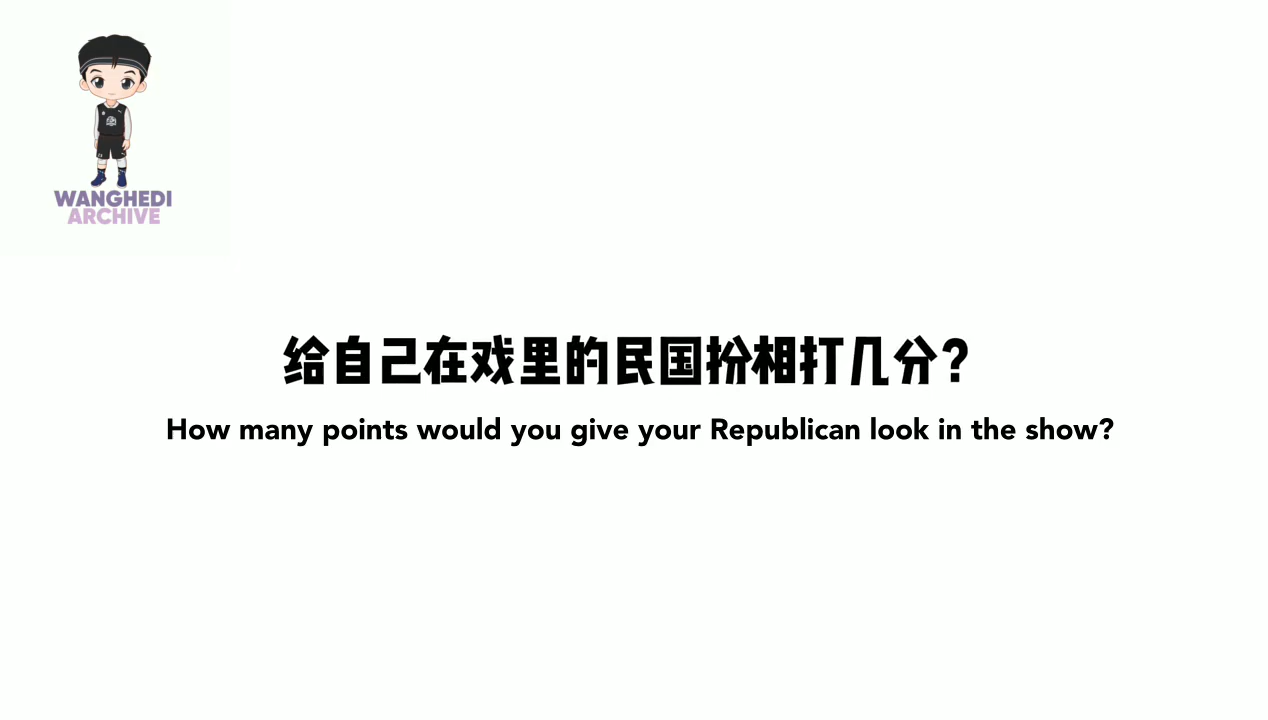 WANGHEDI
ARCHIVE
给自己在戏里的民国扮相打几分?
How many points would you give your Republican look in the show?